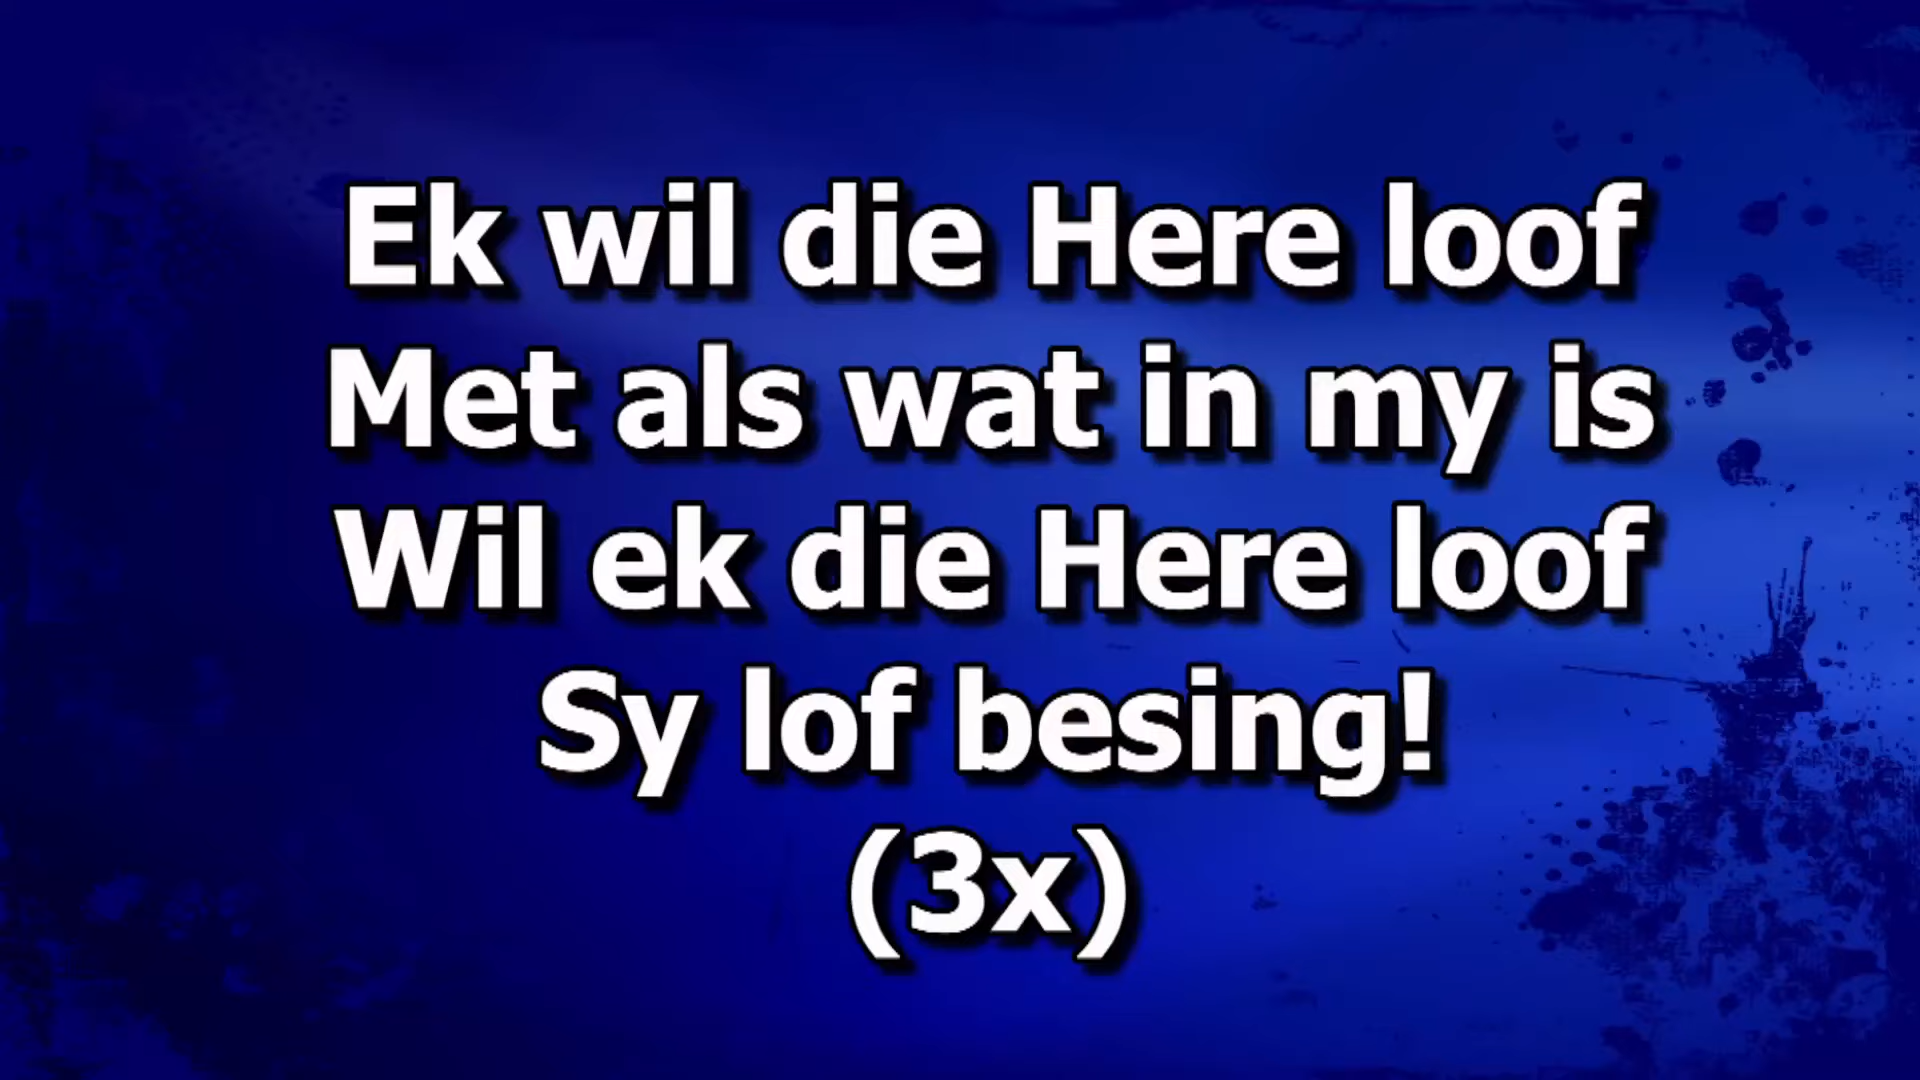 Ek wil die Here loof
Met als wat in my is
Wil ek die Here loof
Sy lof besing!
(3x)